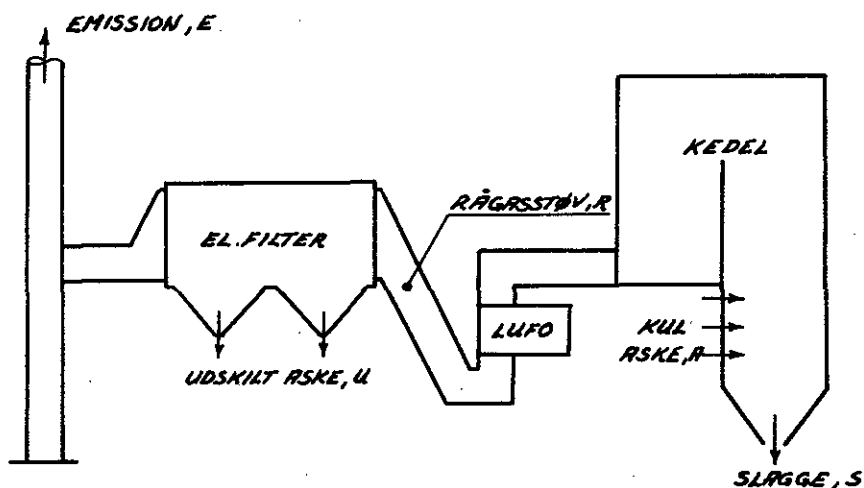 EMISSION, E
KEDEL
RÅGASSTØV, R
EL. FILTER
LUFO
KUL
ASKE, A
UDSKILT ASKE, U
SLAGGE, S